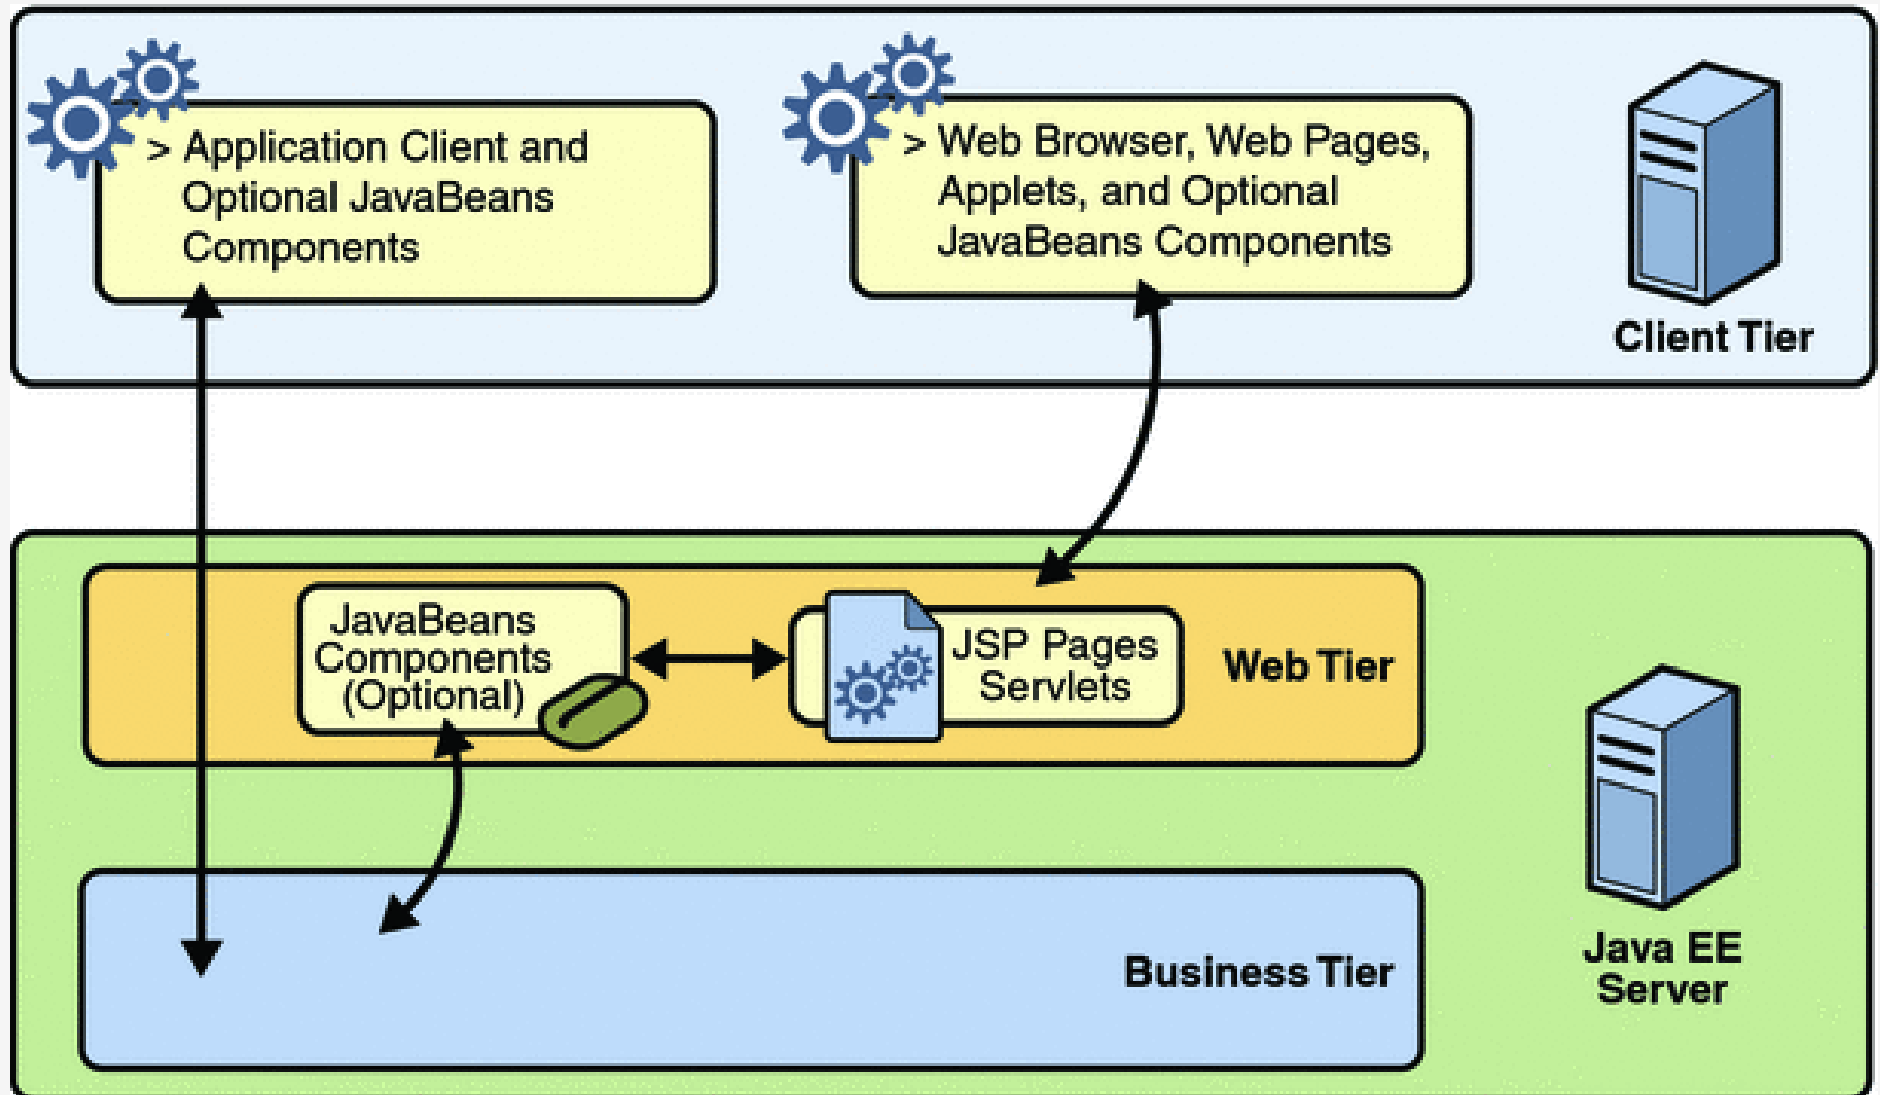 > Application Client and
Optional JavaBeans
Components
> Web Browser, Web Pages,
Applets, and Optional
JavaBeans Components
Client Tier
JavaBeans
Components
(Optional)
JSP Pages
Servlets
Web Tier
Business Tier
Java EE
Server